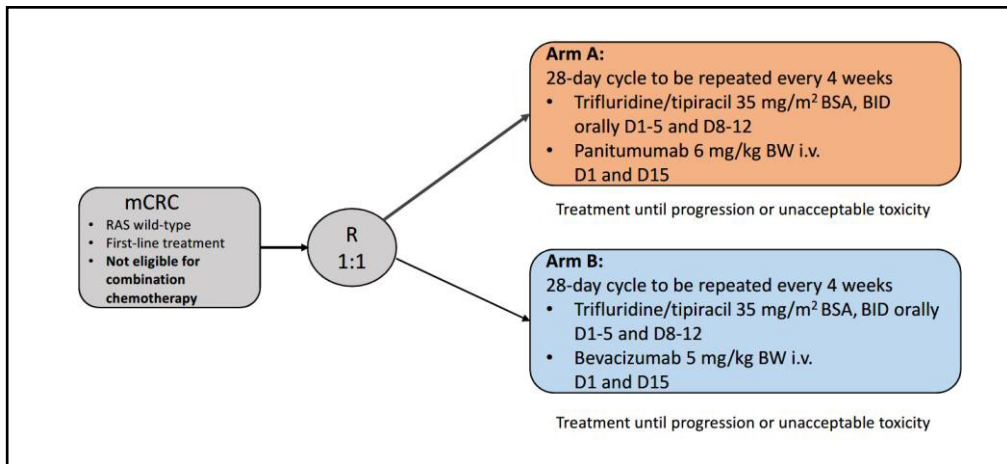 mCRC
• RAS wild-type
• First-line treatment
• Not eligible for
combination
chemotherapy
R
1:1
Arm A:
28-day cycle to be repeated every 4 weeks
• Trifluridine/tipiracil 35 mg/m² BSA, BID
orally D1-5 and D8-12
• Panitumumab 6 mg/kg BW i.v.
D1 and D15
Treatment until progression or unacceptable toxicity
Arm B:
28-day cycle to be repeated every 4 weeks
• Trifluridine/tipiracil 35 mg/m² BSA, BID orally
D1-5 and D8-12
• Bevacizumab 5 mg/kg BW i.v.
D1 and D15
Treatment until progression or unacceptable toxicity